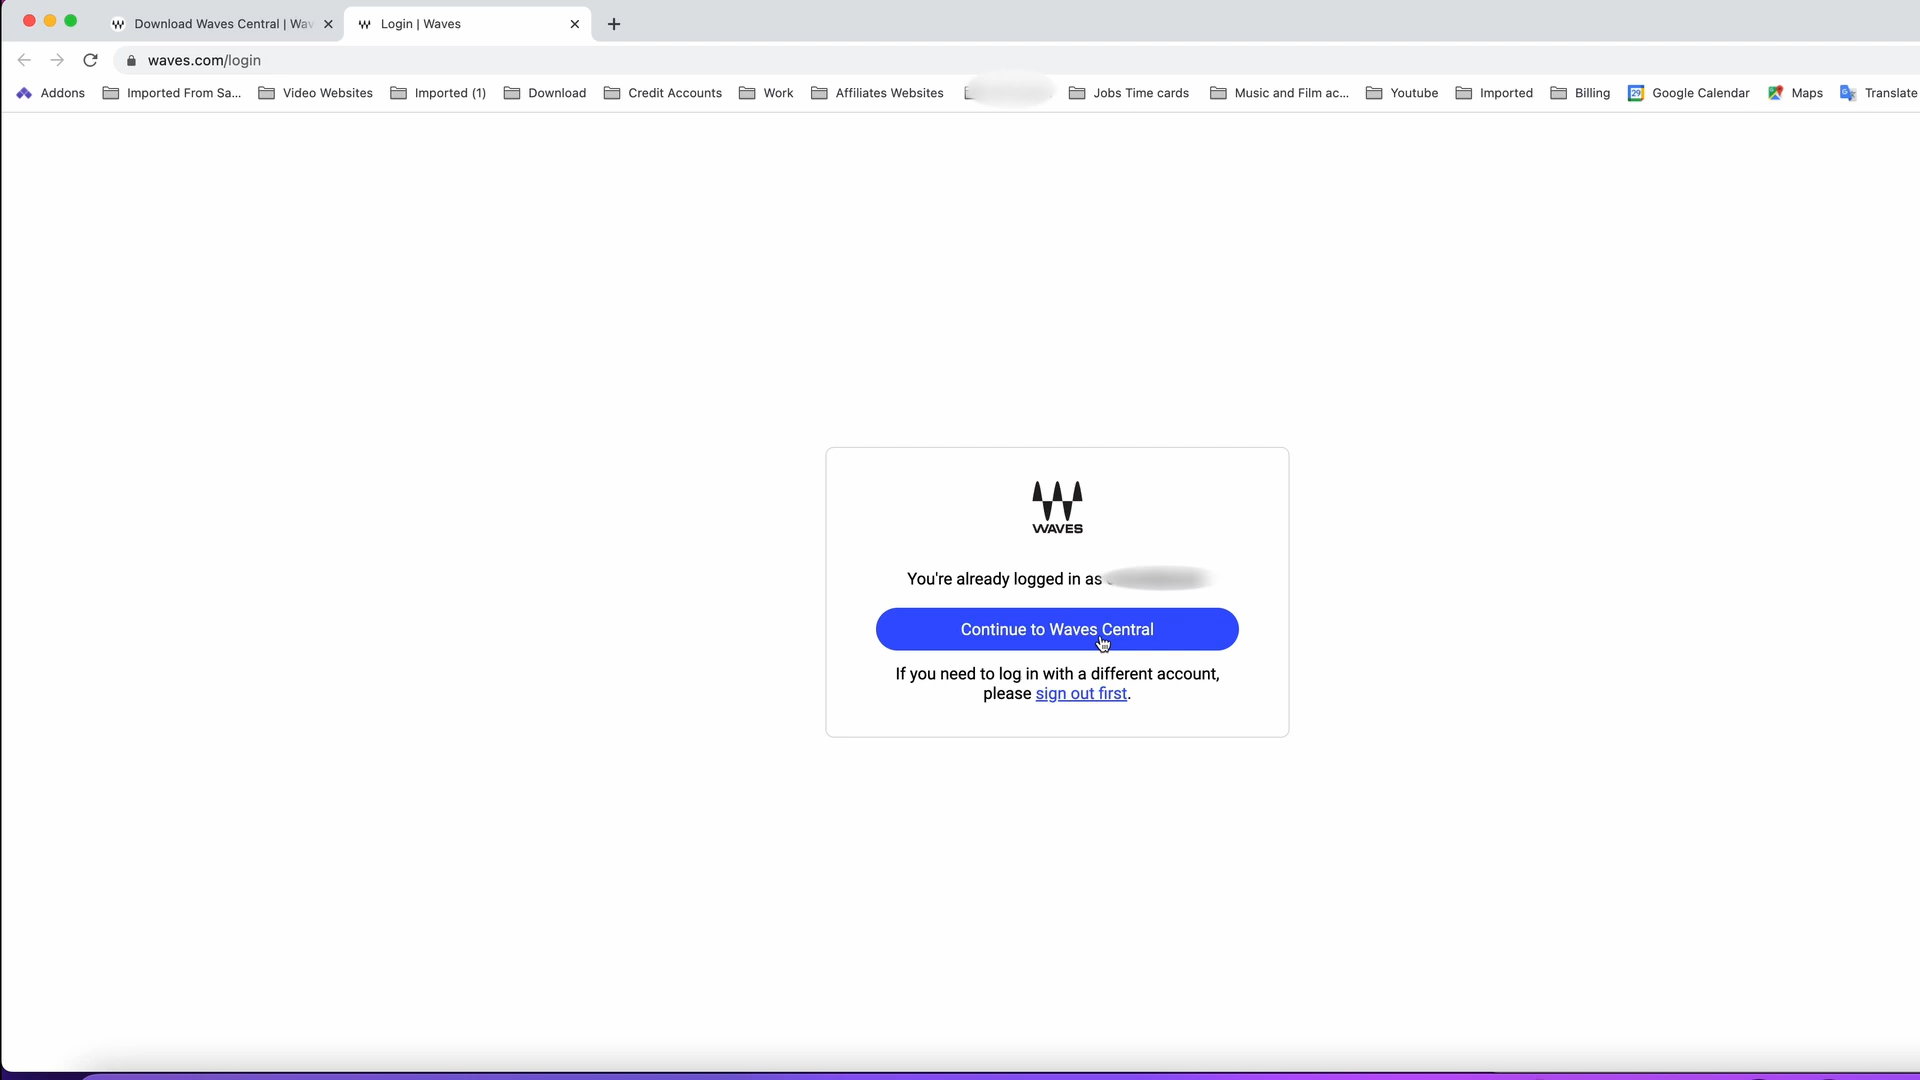 Download Waves Central | Wav
Login | Waves
waves.com/login
Addons
Imported From Sa...
Video Websites
Imported (1)
Download
Credit Accounts
Work
Affiliates Websites
Jobs Time cards
Music and Film ac...
Youtube
Imported
Billing
29
Google Calendar
Maps
Translate
WAVES
You're already logged in as
Continue to Waves Central
If you need to log in with a different account,
please sign out first.